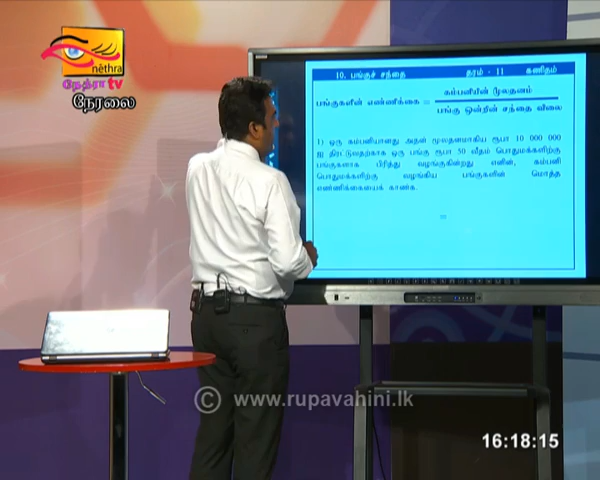 nēthra
நேத்ரா tv
நேரலை
10. பங்குச் சந்தை தரம் - 11 கணிதம்
பங்குகளின் எண்ணிக்கை = கம்பனியின் மூலதனம்
பங்கு ஒன்றின் சந்தை விலை
1) ஒரு கம்பனியானது அதன் மூலதனமாகிய ரூபா 10 000 000
ஐ திரட்டுவதற்காக ஒரு பங்கு ரூபா 50 வீதம் பொதுமக்களிற்கு
பங்குகளாக பிரித்து வழங்குகின்றது எனின், கம்பனி
பொதுமக்களிற்கு வழங்கிய பங்குகளின் மொத்த
எண்ணிக்கையைக் காண்க.
=
© www.rupavahini.lk
16:18:15